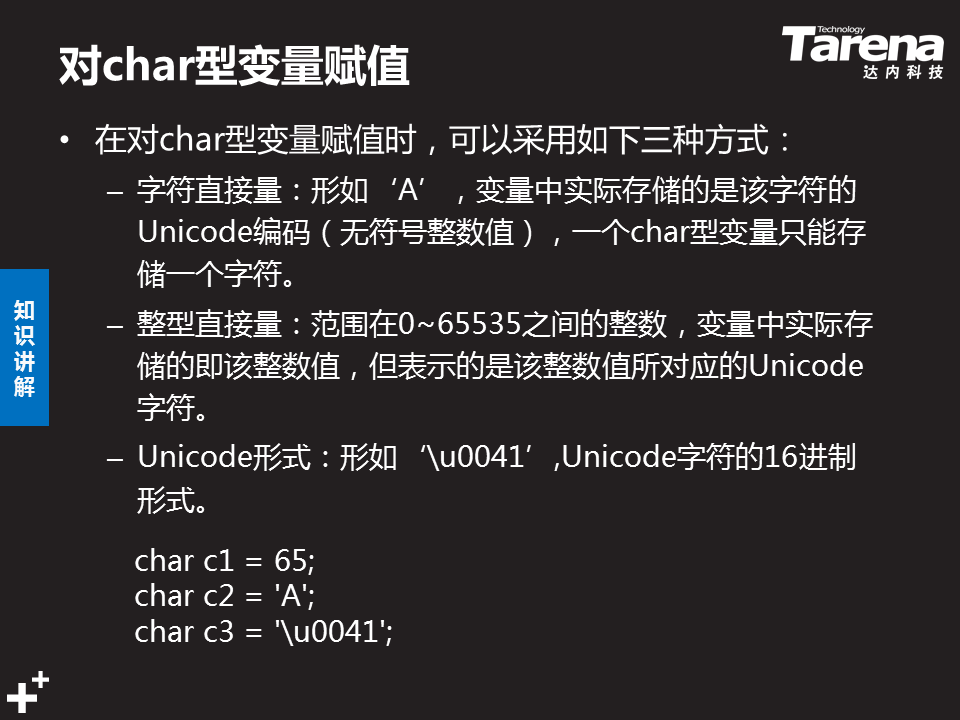 对char型变量赋值
Technology
Tarena
达内科技
• 在对char型变量赋值时，可以采用如下三种方式：
– 字符直接量：形如‘A’，变量中实际存储的是该字符的
Unicode编码（无符号整数值），一个char型变量只能存
储一个字符。
– 整型直接量：范围在0~65535之间的整数，变量中实际存
储的即该整数值，但表示的是该整数值所对应的Unicode
字符。
– Unicode形式：形如‘\u0041’,Unicode字符的16进制
形式。
char c1 = 65;
char c2 = 'A';
char c3 = '\u0041';
知
识
讲
解